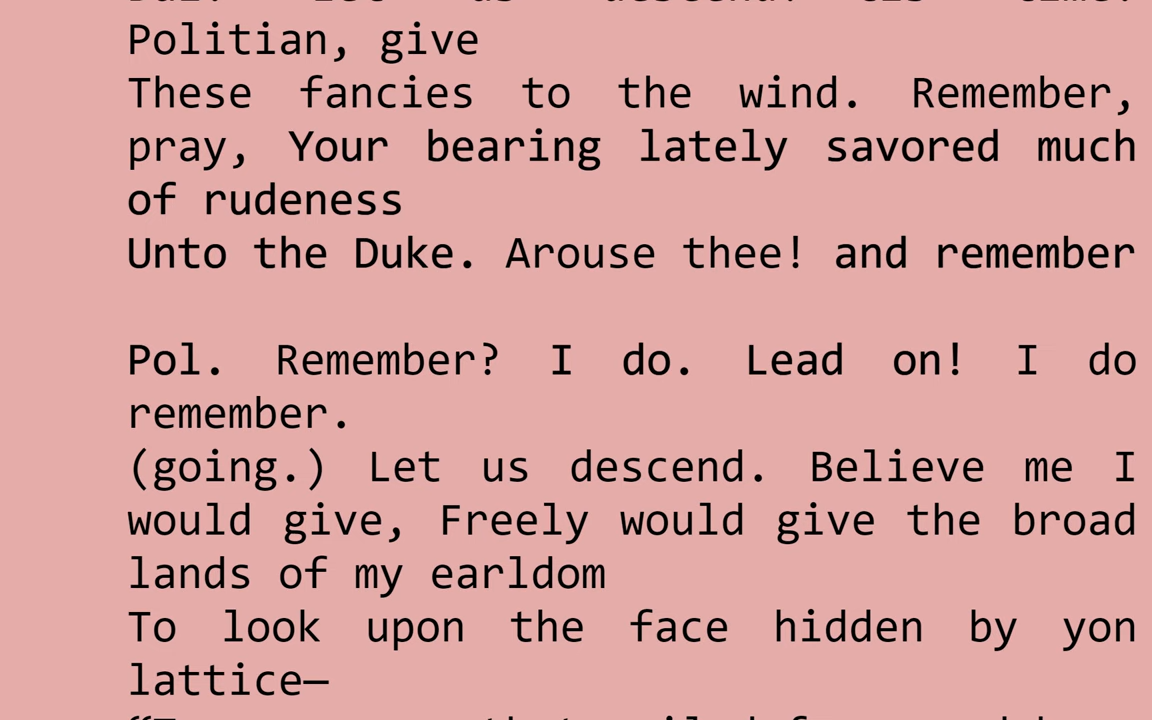 Politian, give
These fancies to the wind. Remember,
pray, Your bearing lately savored much
of rudeness
Unto the Duke. Arouse thee! and remember
Pol. Remember? I do. Lead on! I do
remember.
(going.) Let us descend. Believe me I
would give, Freely would give the broad
lands of my earldom
To look upon the face hidden by yon
lattice—